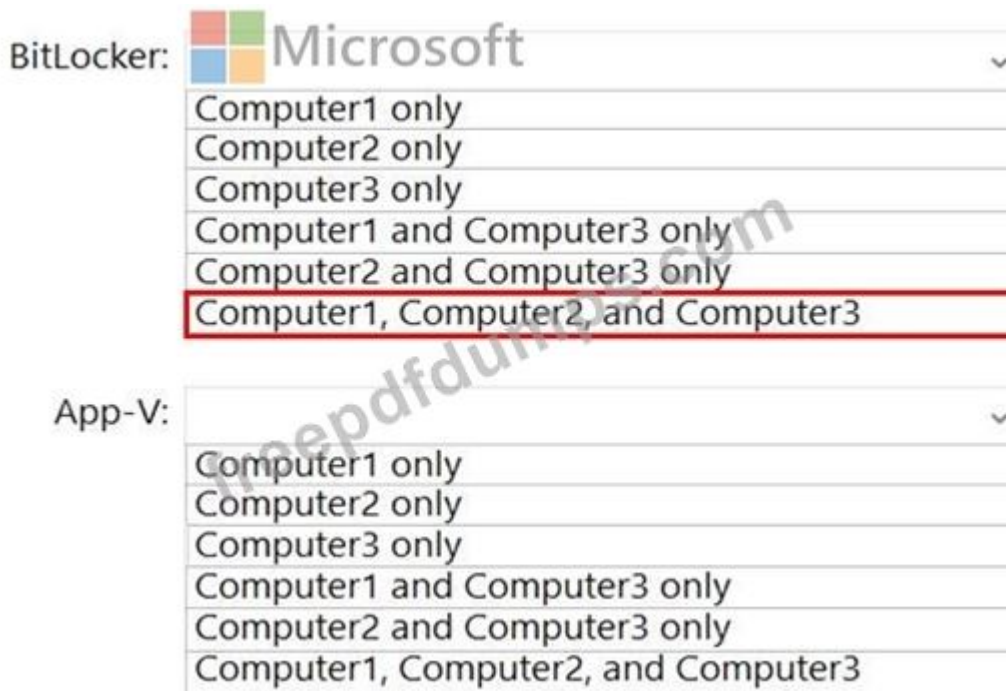 BitLocker: Microsoft
Computer1 only
Computer2 only
Computer3 only
Computer1 and Computer3 only
Computer2 and Computer3 only
Computer1, Computer2, and Computer3
freepdfdumps.com
App-V:
Computer1 only
Computer2 only
Computer3 only
Computer1 and Computer3 only
Computer2 and Computer3 only
Computer1, Computer2, and Computer3